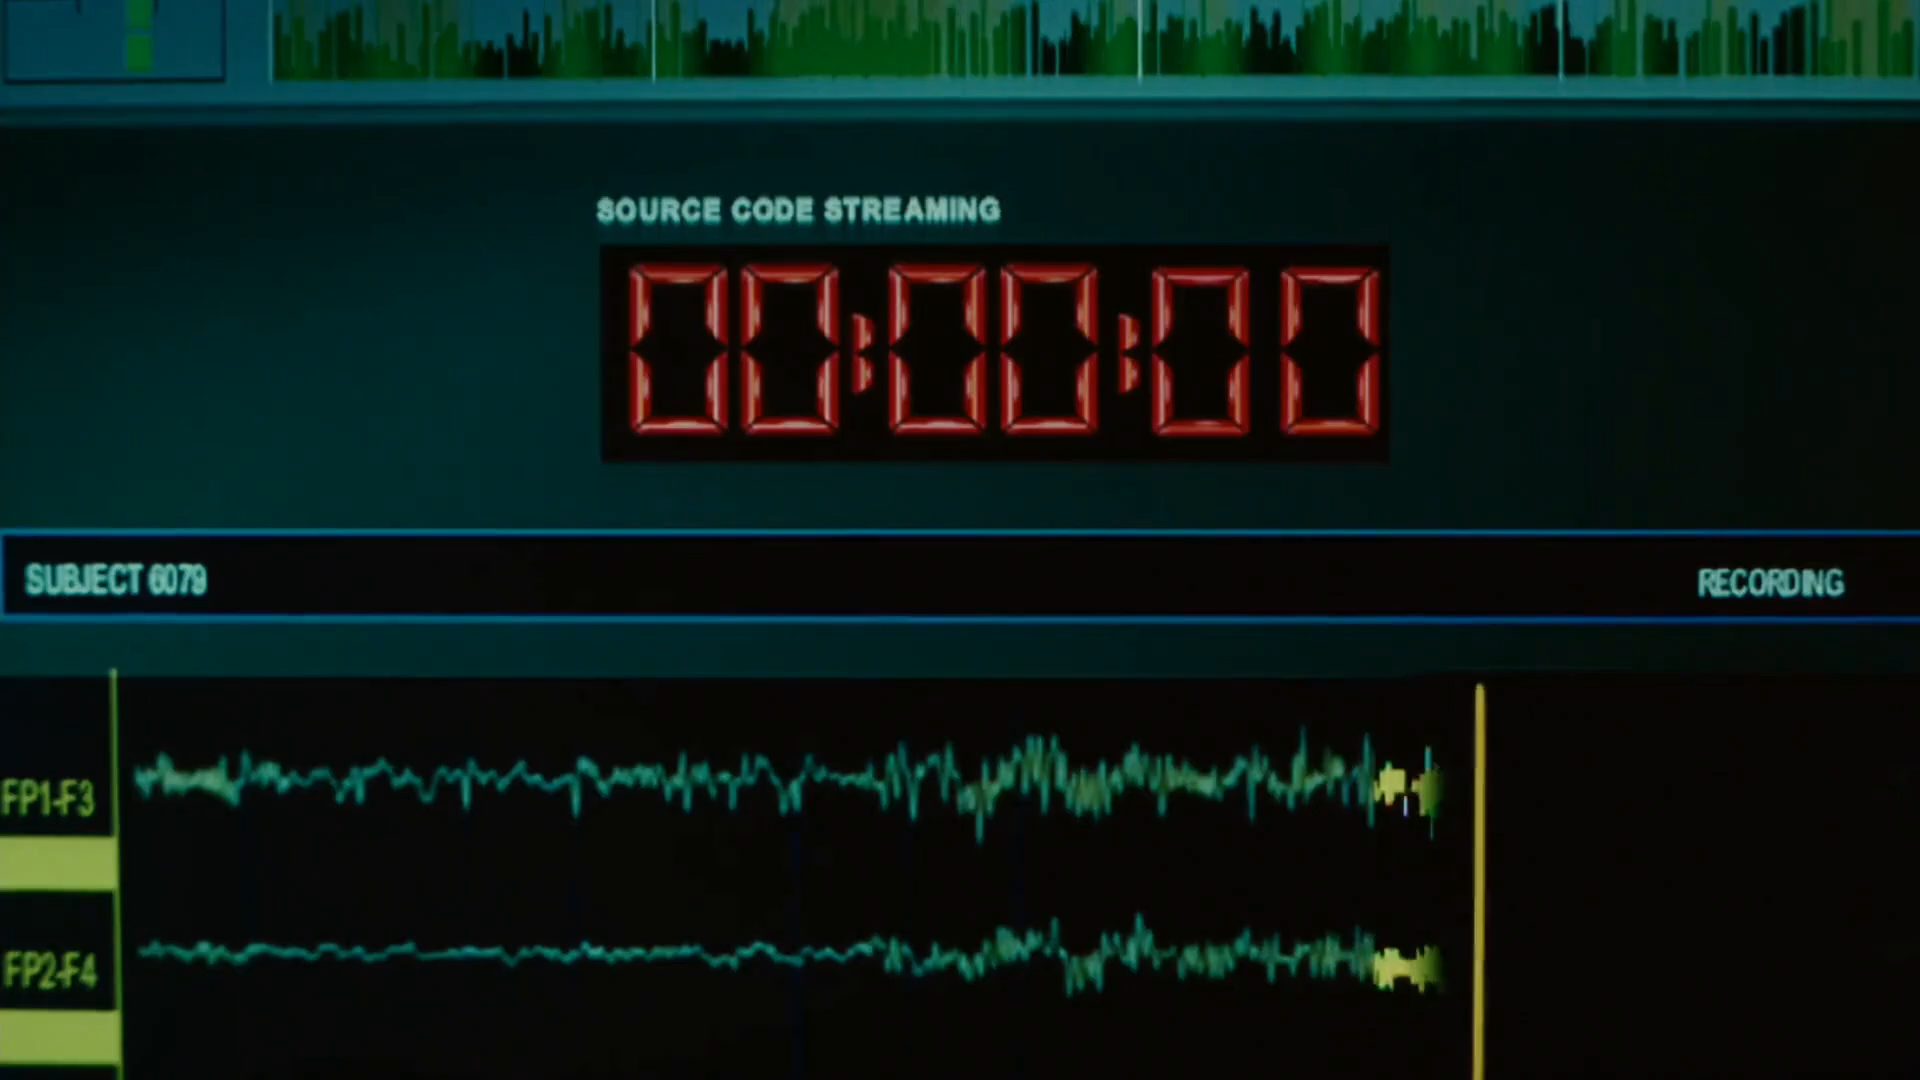 SOURCE CODE STREAMING
00:00:00
SUBJECT 6079
RECORDING
FP1-F3
FP2-F4